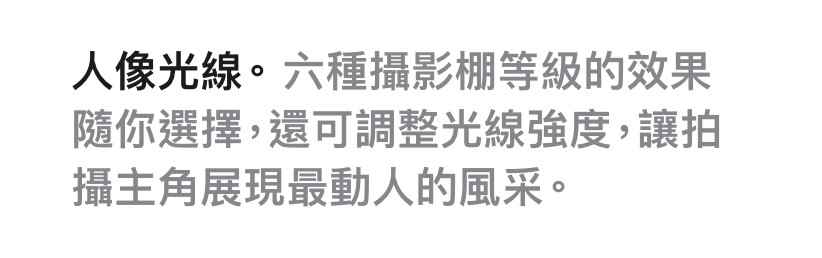 人像光線。六種攝影棚等級的效果
隨你選擇，還可調整光線強度，讓拍
攝主角展現最動人的風采。